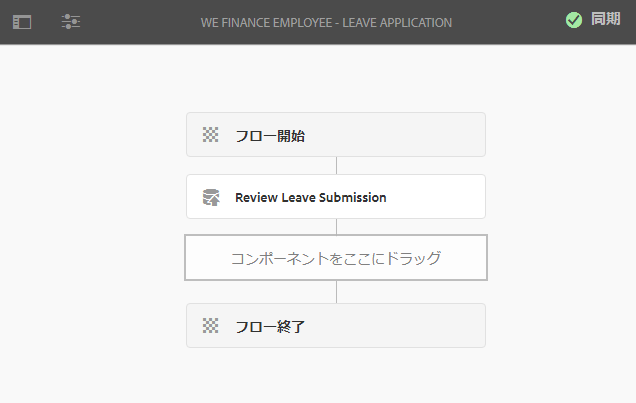 WE FINANCE EMPLOYEE - LEAVE APPLICATION
同期
フロー開始
Review Leave Submission
コンポーネントをここにドラッグ
フロー終了